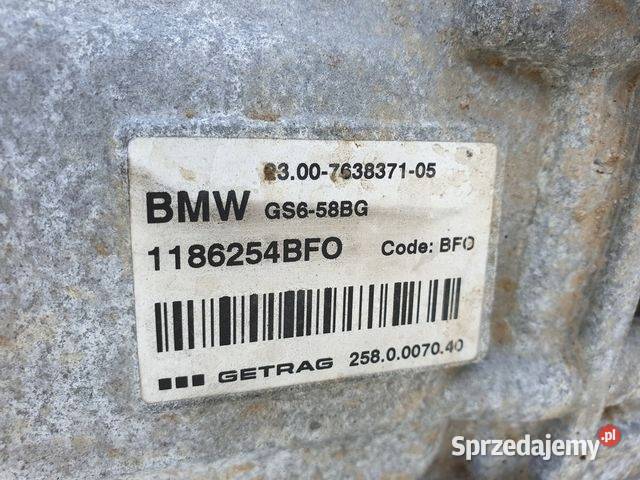 23.00-7638371-05
BMW GS6-58BG
1186254BFO Code: BFO
GETRAG 258.0.0070.40
Sprzedajemy.pl